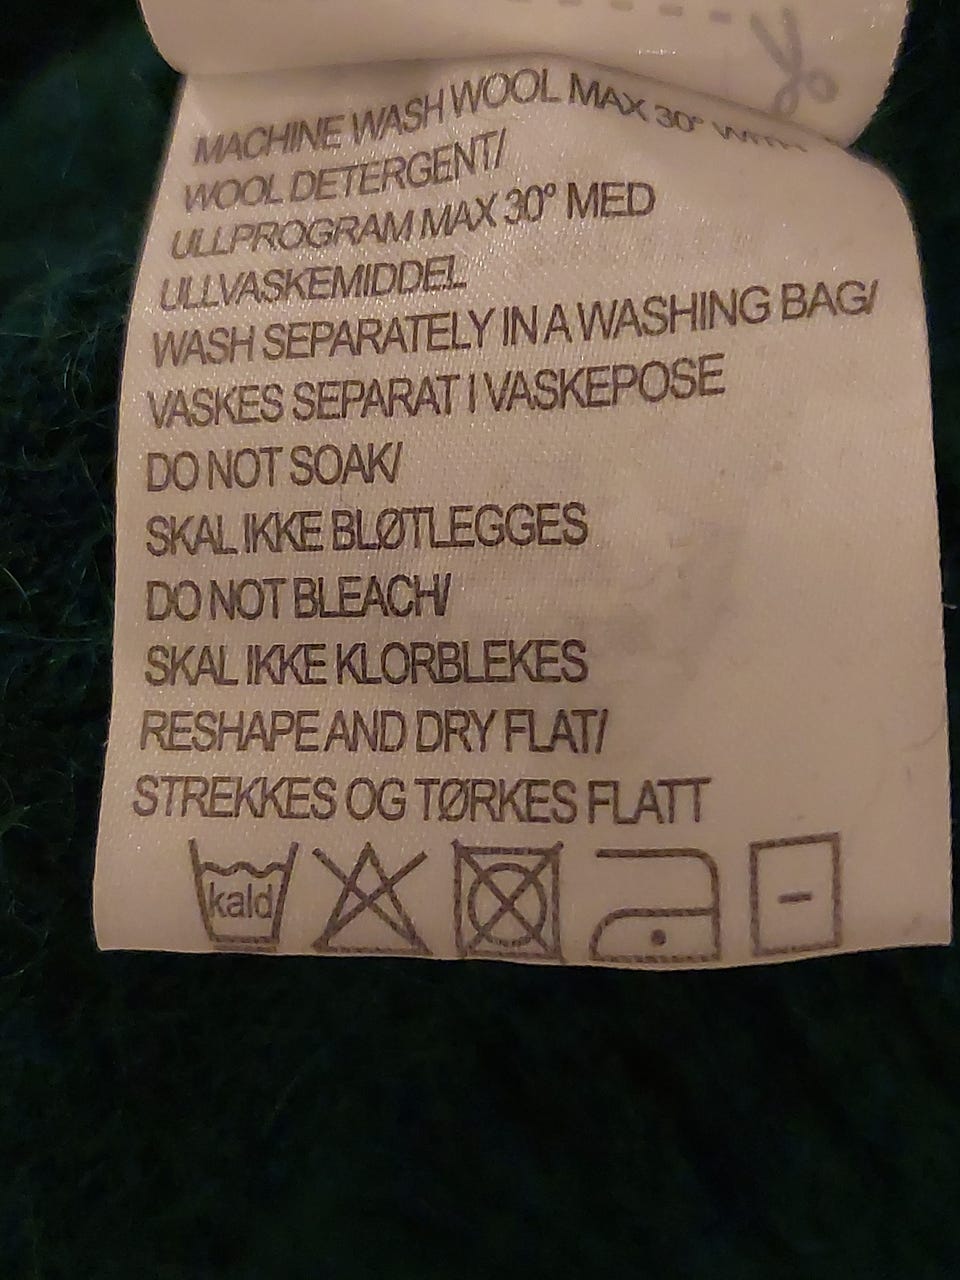 MACHINE WASH WOOL MAX 30° WITH
WOOL DETERGENT/
ULLPROGRAM MAX 30° MED
ULLVASKEMIDDEL
WASH SEPARATELY IN A WASHING BAG/
VASKES SEPARAT I VASKEPOSE
DO NOT SOAK/
SKAL IKKE BLØTLEGGES
DO NOT BLEACH/
SKAL IKKE KLORBLEKES
RESHAPE AND DRY FLAT/
STREKKES OG TØRKES FLATT
kald